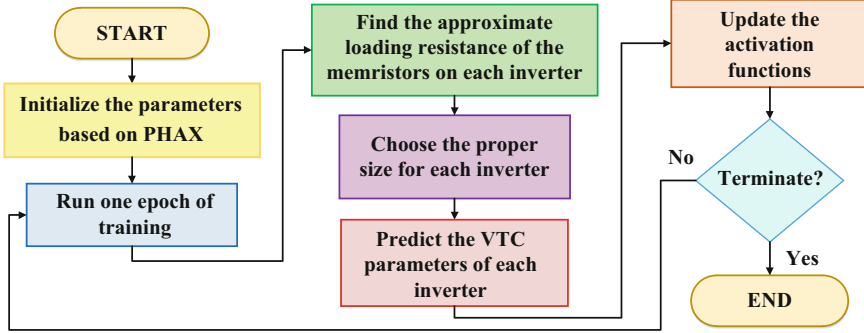 START
Initialize the parameters
based on PHAX
Run one epoch of
training
Find the approximate
loading resistance of the
memristors on each inverter
Choose the proper
size for each inverter
Predict the VTC
parameters of each
inverter
Update the
activation
functions
Terminate?
No
Yes
END